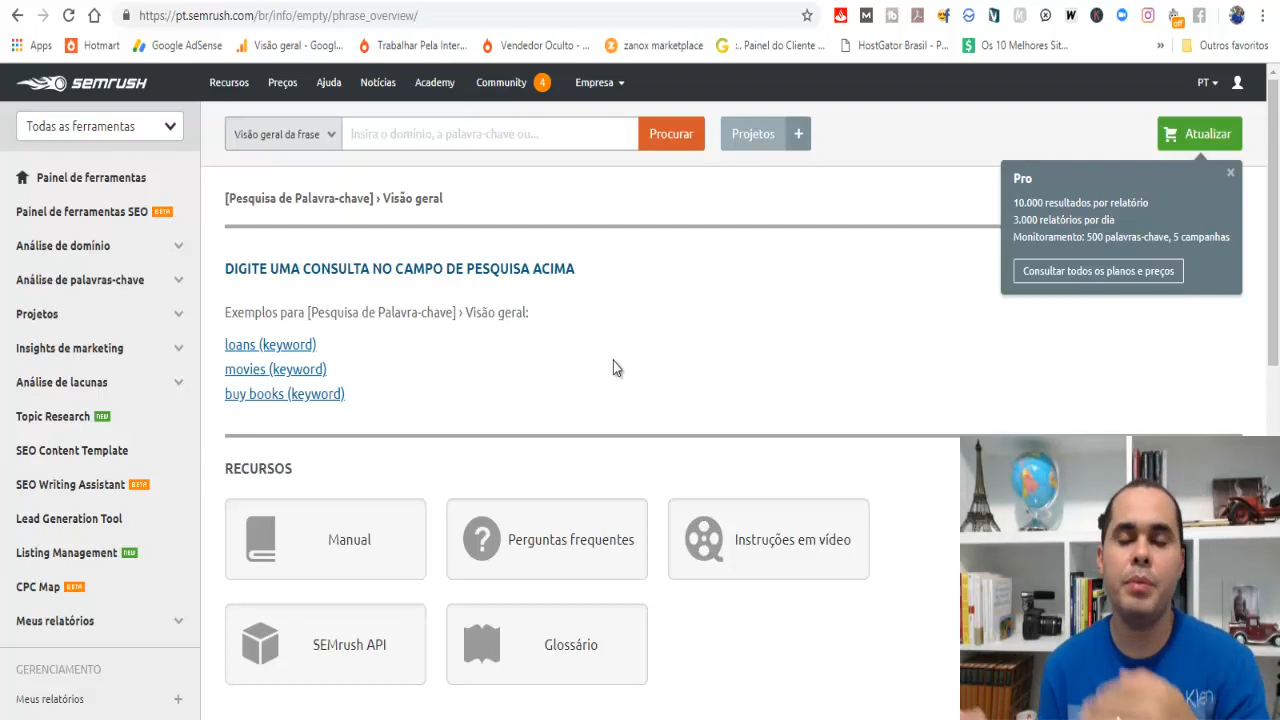 https://pt.semrush.com/br/info/empty/phrase_overview/
Apps
Hotmart
Google AdSense
Visão geral - Googl...
Trabalhar Pela Inter...
Vendedor Oculto - ...
zanox marketplace
:. Painel do Cliente ...
HostGator Brasil - P...
Os 10 Melhores Sit...
»
Outros favoritos
SEMRUSH
Recursos
Preços
Ajuda
Notícias
Academy
Community 4
Empresa
PT
Todas as ferramentas
Visão geral da frase
Insira o domínio, a palavra-chave ou...
Procurar
Projetos +
Atualizar
Pro
×
10.000 resultados por relatório
3.000 relatórios por dia
Monitoramento: 500 palavras-chave, 5 campanhas
Consultar todos os planos e preços
Painel de ferramentas
Painel de ferramentas SEO BETA
Análise de domínio
Análise de palavras-chave
Projetos
Insights de marketing
Análise de lacunas
Topic Research NEW
SEO Content Template
SEO Writing Assistant BETA
Lead Generation Tool
Listing Management NEW
CPC Map BETA
Meus relatórios
GERENCIAMENTO
Meus relatórios +
[Pesquisa de Palavra-chave] › Visão geral
DIGITE UMA CONSULTA NO CAMPO DE PESQUISA ACIMA
Exemplos para [Pesquisa de Palavra-chave] › Visão geral:
loans (keyword)
movies (keyword)
buy books (keyword)
RECURSOS
Manual
? Perguntas frequentes
Instruções em vídeo
SEMrush API
Glossário